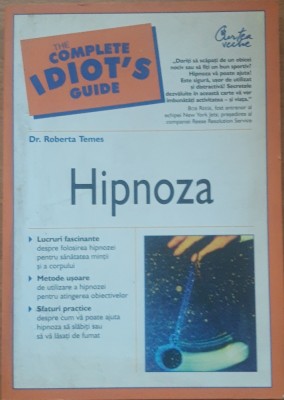 Curtea
veche
THE
COMPLETE
IDIOT'S
GUIDE
„Doriți să scăpați de un obicei
nociv sau să fiți un bun sportiv?
Hipnoza vă poate ajuta!
Este sigură, ușor de utilizat
și distractivă! Secretele
dezvăluite în această carte vă vor
îmbunătăți activitatea – și viața."
Dr. Roberta Temes
Hipnoza
Lucruri fascinante
despre folosirea hipnozei
pentru sănătatea minții
și a corpului
Metode ușoare
de utilizare a hipnozei
pentru atingerea obiectivelor
Sfaturi practice
despre cum vă poate ajuta
hipnoza să slăbiți sau
să vă lăsați de fumat